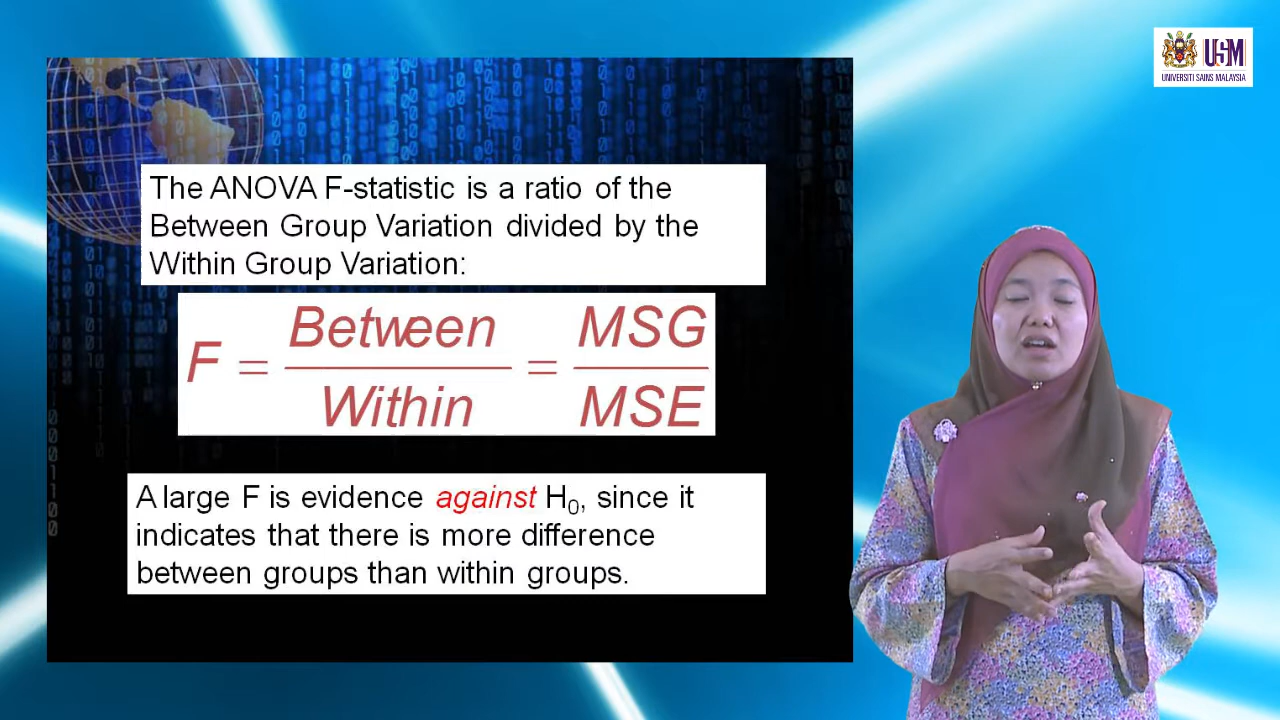 USM
UNIVERSITI SAINS MALAYSIA
The ANOVA F-statistic is a ratio of the
Between Group Variation divided by the
Within Group Variation:
F = Between / Within = MSG / MSE
A large F is evidence against H₀, since it
indicates that there is more difference
between groups than within groups.